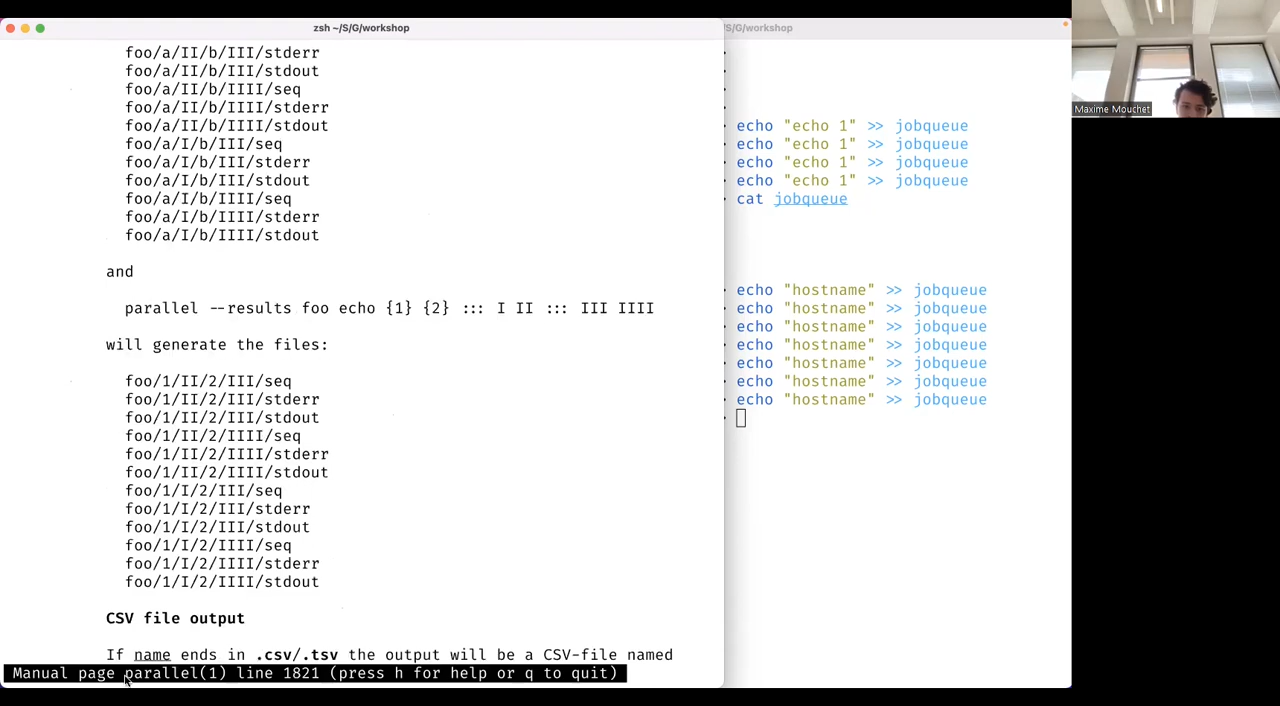 zsh ~/S/G/workshop
foo/a/II/b/III/stderr
foo/a/II/b/III/stdout
foo/a/II/b/IIII/seq
foo/a/II/b/IIII/stderr
foo/a/II/b/IIII/stdout
foo/a/I/b/III/seq
foo/a/I/b/III/stderr
foo/a/I/b/III/stdout
foo/a/I/b/IIII/seq
foo/a/I/b/IIII/stderr
foo/a/I/b/IIII/stdout
and
parallel --results foo echo {1} {2} ::: I II ::: III IIII
will generate the files:
foo/1/II/2/III/seq
foo/1/II/2/III/stderr
foo/1/II/2/III/stdout
foo/1/II/2/IIII/seq
foo/1/II/2/IIII/stderr
foo/1/II/2/IIII/stdout
foo/1/I/2/III/seq
foo/1/I/2/III/stderr
foo/1/I/2/III/stdout
foo/1/I/2/IIII/seq
foo/1/I/2/IIII/stderr
foo/1/I/2/IIII/stdout
CSV file output
If name ends in .csv/.tsv the output will be a CSV-file named
Manual page parallel(1) line 1821 (press h for help or q to quit)
/S/G/workshop
echo "echo 1" >> jobqueue
echo "echo 1" >> jobqueue
echo "echo 1" >> jobqueue
echo "echo 1" >> jobqueue
cat jobqueue
echo "hostname" >> jobqueue
echo "hostname" >> jobqueue
echo "hostname" >> jobqueue
echo "hostname" >> jobqueue
echo "hostname" >> jobqueue
echo "hostname" >> jobqueue
echo "hostname" >> jobqueue
Maxime Mouchet